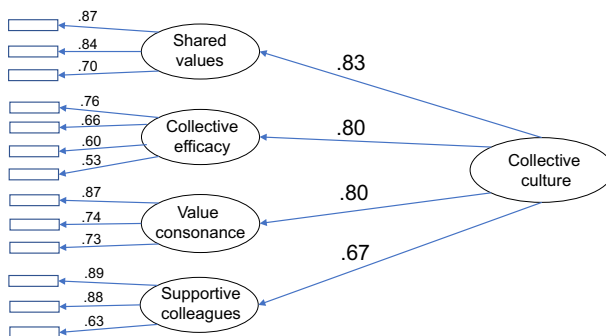 .87
.84
.70
Shared
values
.83
.76
.66
.60
.53
Collective
efficacy
.80
Collective
culture
.87
.74
.73
Value
consonance
.80
.89
.88
.63
Supportive
colleagues
.67